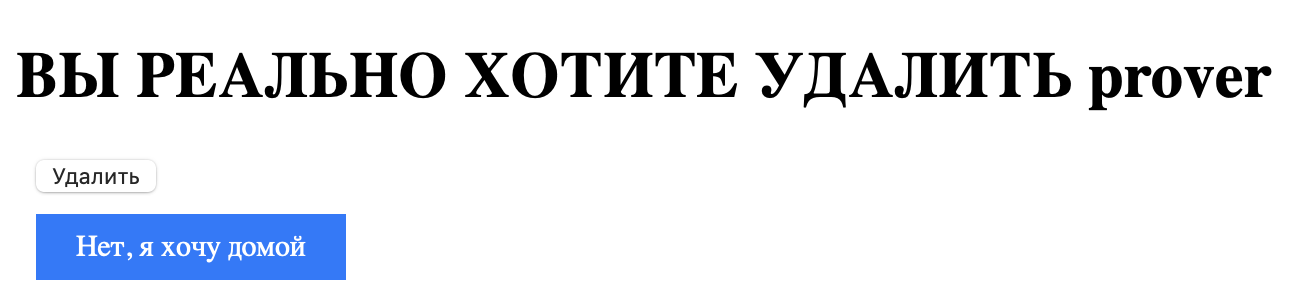 ВЫ РЕАЛЬНО ХОТИТЕ УДАЛИТЬ prover
Удалить
Нет, я хочу домой